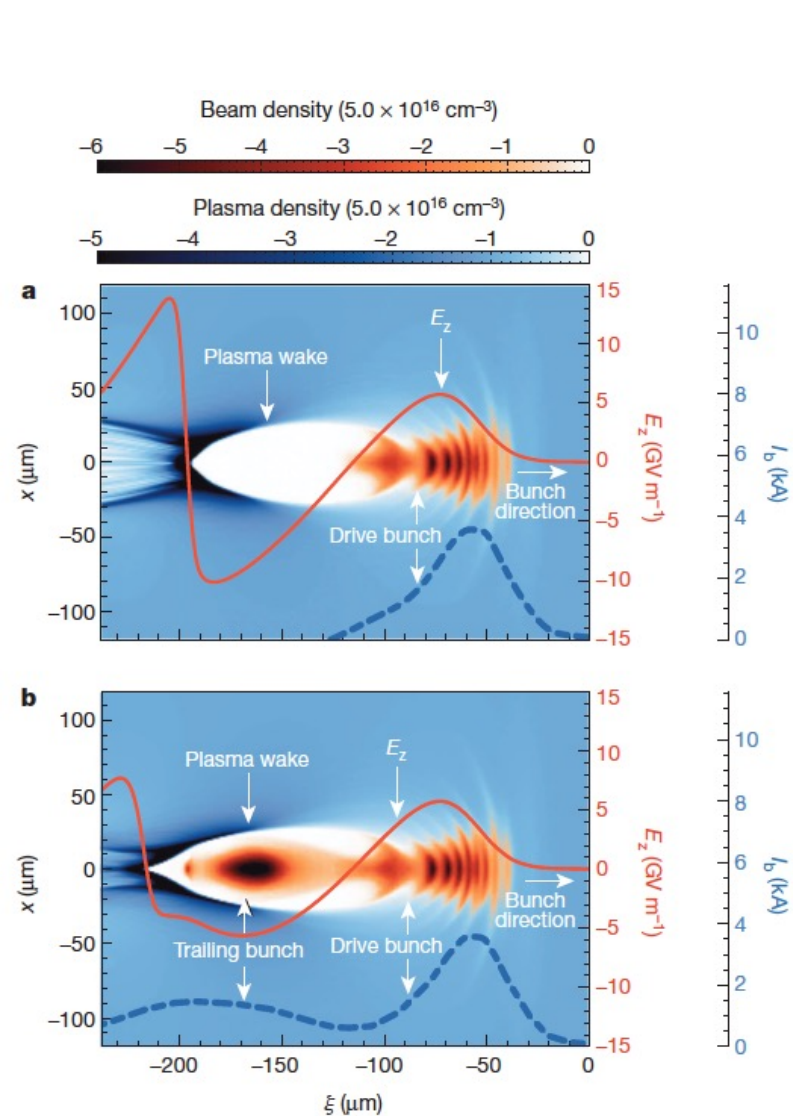 Beam density (5.0 × 10¹⁶ cm⁻³)
−6 −5 −4 −3 −2 −1 0
Plasma density (5.0 × 10¹⁶ cm⁻³)
−5 −4 −3 −2 −1 0
a
100
50
0
−50
−100
x (μm)
Plasma wake
E_z
Drive bunch
Bunch
direction
15
10
5
0
−5
−10
−15
E_z (GV m⁻¹)
10
8
6
4
2
0
I_b (kA)
b
100
50
0
−50
−100
x (μm)
Plasma wake
E_z
Trailing bunch
Drive bunch
Bunch
direction
15
10
5
0
−5
−10
−15
E_z (GV m⁻¹)
10
8
6
4
2
0
I_b (kA)
−200 −150 −100 −50 0
ξ (μm)